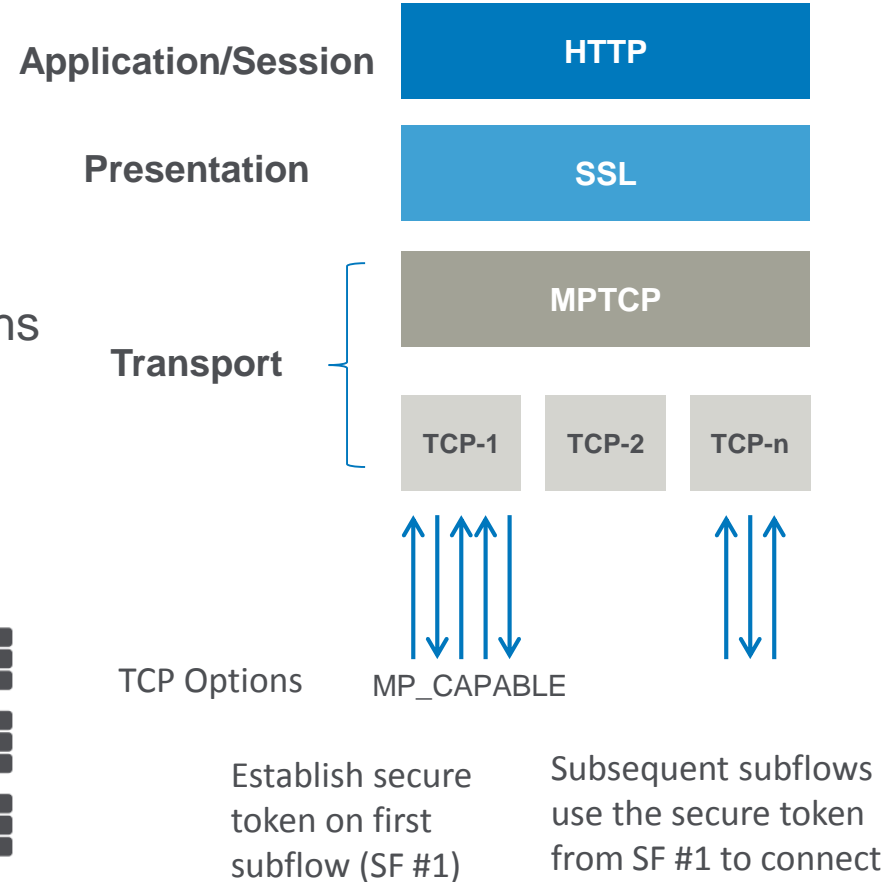 Application/Session
HTTP
Presentation
SSL
MPTCP
ns
Transport
TCP-1
TCP-2
TCP-n
TCP Options
MP_CAPABLE
Establish secure
token on first
subflow (SF #1)
Subsequent subflows
use the secure token
from SF #1 to connect